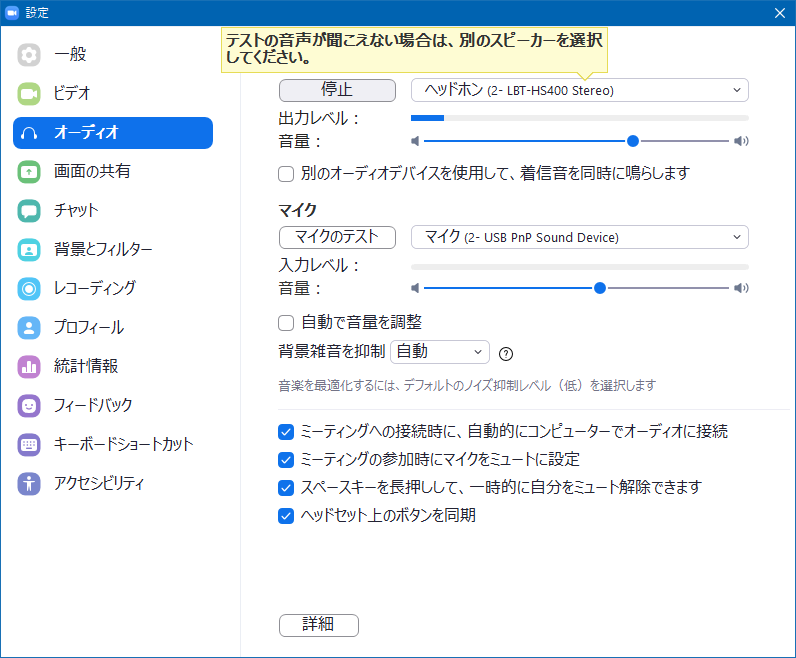 設定
一般
ビデオ
オーディオ
画面の共有
チャット
背景とフィルター
レコーディング
プロフィール
統計情報
フィードバック
キーボードショートカット
アクセシビリティ
テストの音声が聞こえない場合は、別のスピーカーを選択
してください。
停止
ヘッドホン (2- LBT-HS400 Stereo)
出力レベル：
音量：
別のオーディオデバイスを使用して、着信音を同時に鳴らします
マイク
マイクのテスト
マイク (2- USB PnP Sound Device)
入力レベル：
音量：
自動で音量を調整
背景雑音を抑制 自動
音楽を最適化するには、デフォルトのノイズ抑制レベル（低）を選択します
ミーティングへの接続時に、自動的にコンピューターでオーディオに接続
ミーティングの参加時にマイクをミュートに設定
スペースキーを長押しして、一時的に自分をミュート解除できます
ヘッドセット上のボタンを同期
詳細